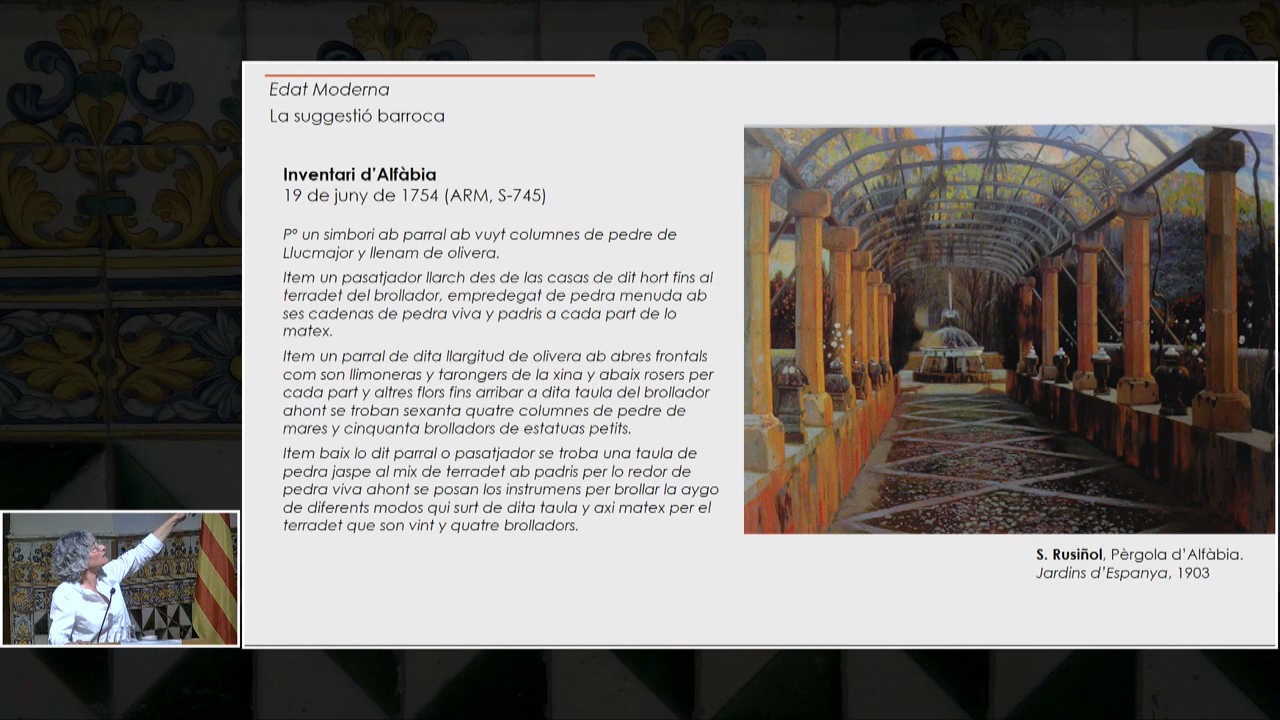 Edat Moderna
La suggestió barroca
Inventari d'Alfàbia
19 de juny de 1754 (ARM, S-745)
Pº un simbori ab parral ab vuyt columnes de pedre de
Llucmajor y llenam de olivera.
Item un pasatjador llarch des de las casas de dit hort fins al
terradet del brollador, empredegat de pedra menuda ab
ses cadenas de pedra viva y padris a cada part de lo
matex.
Item un parral de dita llargitud de olivera ab abres frontals
com son llimoneras y tarongers de la xina y abaix rosers per
cada part y altres flors fins arribar a dita taula del brollador
ahont se troban sexanta quatre columnes de pedre de
mares y cinquanta brolladors de estatuas petits.
Item baix lo dit parral o pasatjador se troba una taula de
pedra jaspe al mix de terradet ab padris per lo redor de
pedra viva ahont se posan los instrumens per brollar la aygo
de diferents modos qui surt de dita taula y axi matex per el
terradet que son vint y quatre brolladors.
S. Rusiñol, Pèrgola d'Alfàbia.
Jardins d'Espanya, 1903